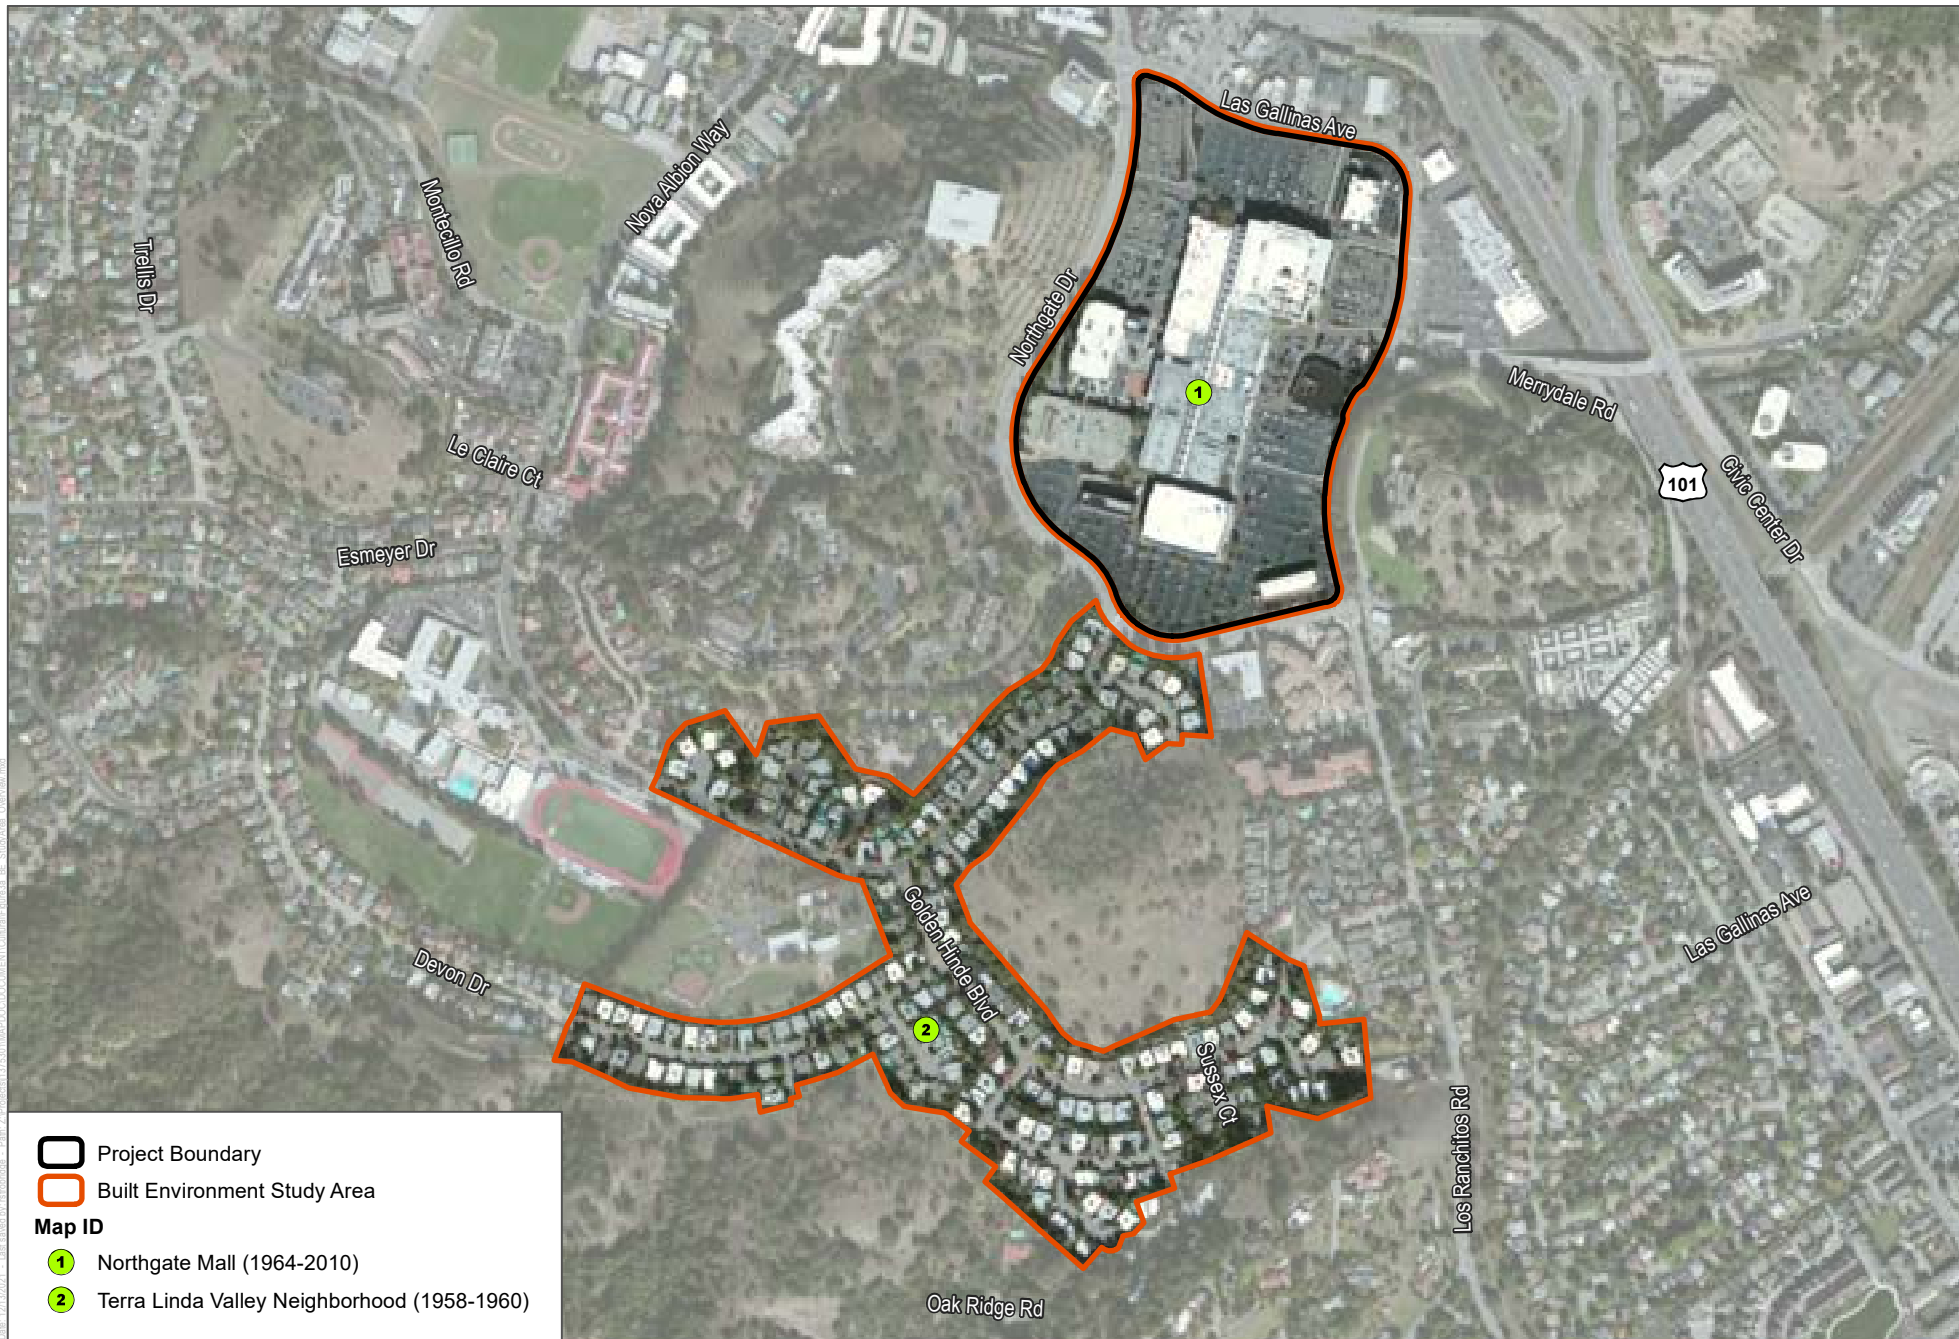 Las Gallinas Ave
Nova Albion Way
Montecillo Rd
Trellis Dr
Northgate Dr
1
Merrydale Rd
Le Claire Ct
101
Civic Center Dr
Esmeyer Dr
Golden Hinde Blvd
Las Gallinas Ave
Devon Dr
2
Sussex Ct
Los Ranchitos Rd
Oak Ridge Rd
Project Boundary
Built Environment Study Area
Map ID
1 Northgate Mall (1964-2010)
2 Terra Linda Valley Neighborhood (1958-1960)